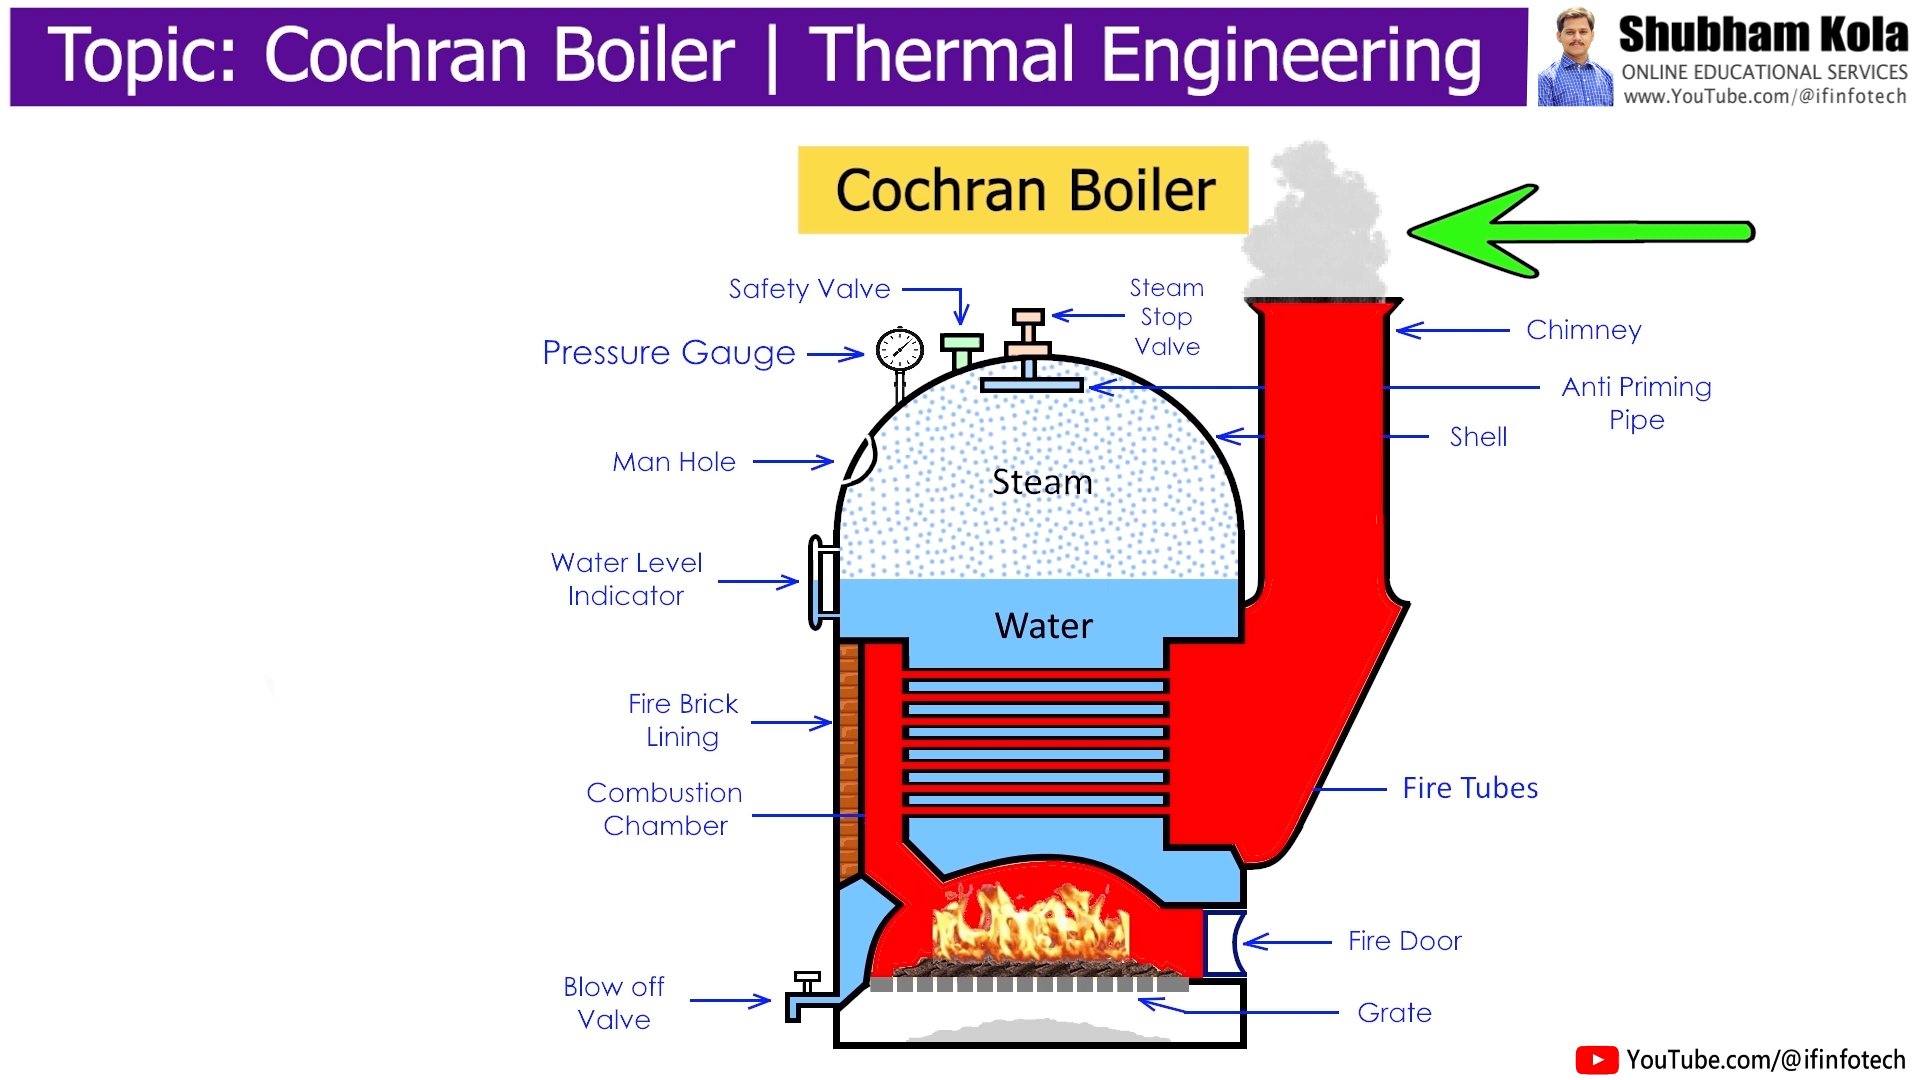 Topic: Cochran Boiler | Thermal Engineering
Shubham Kola
ONLINE EDUCATIONAL SERVICES
www.YouTube.com/@ifinfotech
Cochran Boiler
Safety Valve
Steam
Stop
Valve
Pressure Gauge
Chimney
Anti Priming
Pipe
Shell
Man Hole
Steam
Water Level
Indicator
Water
Fire Brick
Lining
Combustion
Chamber
Fire Tubes
Fire Door
Blow off
Valve
Grate
YouTube.com/@ifinfotech